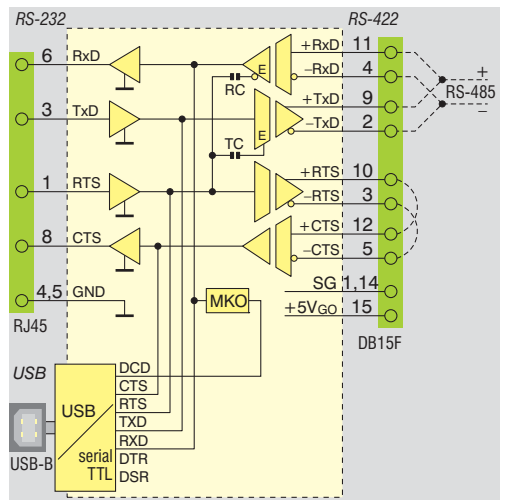 RS-232
RS-422
6 RxD
E
RC
+RxD 11
–RxD 4
+
RS-485
–
3 TxD
E
TC
+TxD 9
–TxD 2
1 RTS
+RTS 10
–RTS 3
8 CTS
+CTS 12
–CTS 5
4,5 GND
RJ45
MKO
SG 1,14
+5VGO 15
DB15F
USB
USB-B
USB
serial
TTL
DCD
CTS
RTS
TXD
RXD
DTR
DSR